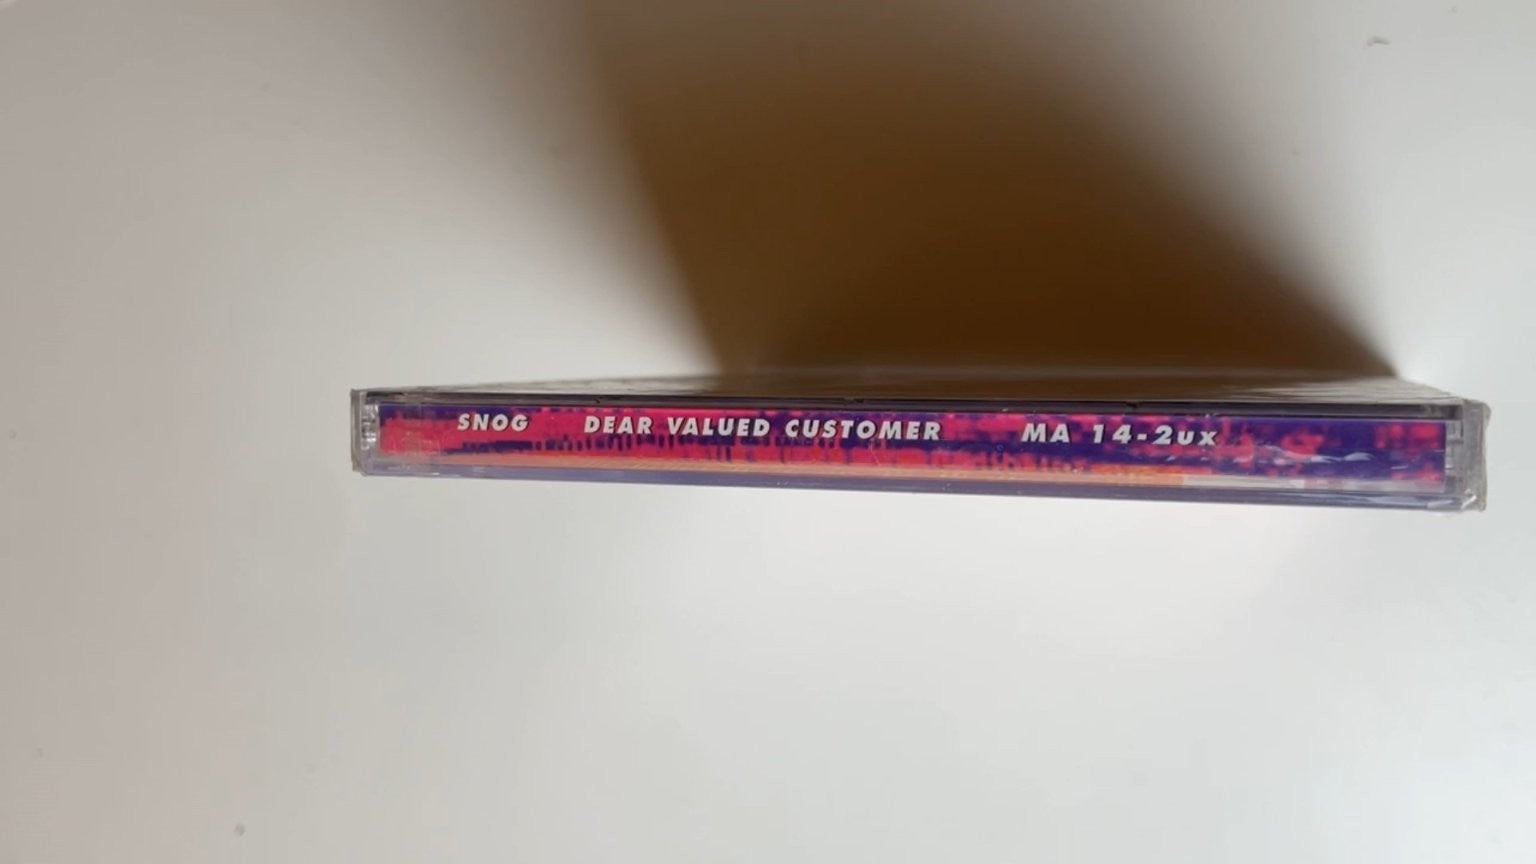 SNOG DEAR VALUED CUSTOMER MA 14-2ux